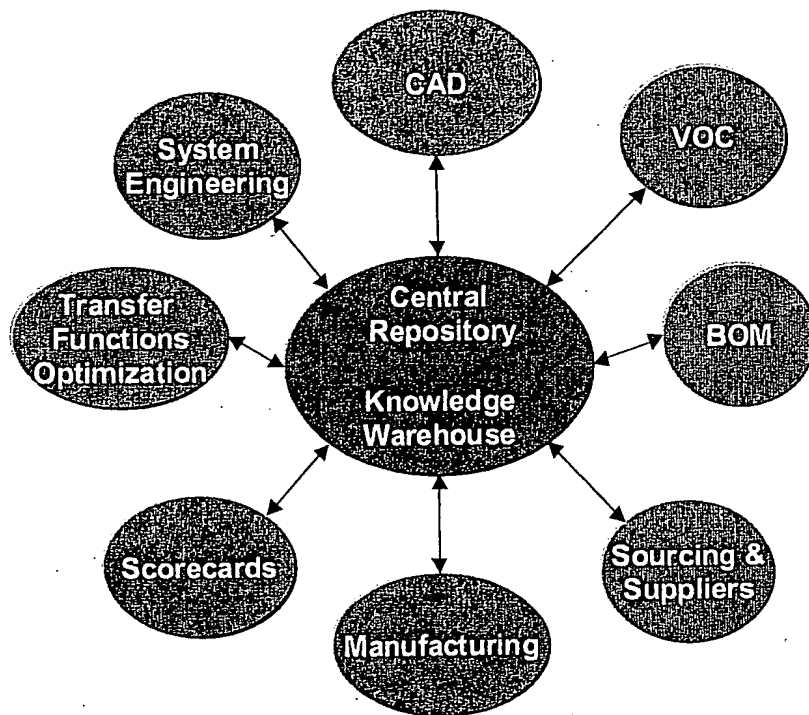 CAD
VOC
System
Engineering
Central
Repository
Knowledge
Warehouse
Transfer
Functions
Optimization
BOM
Scorecards
Sourcing &
Suppliers
Manufacturing